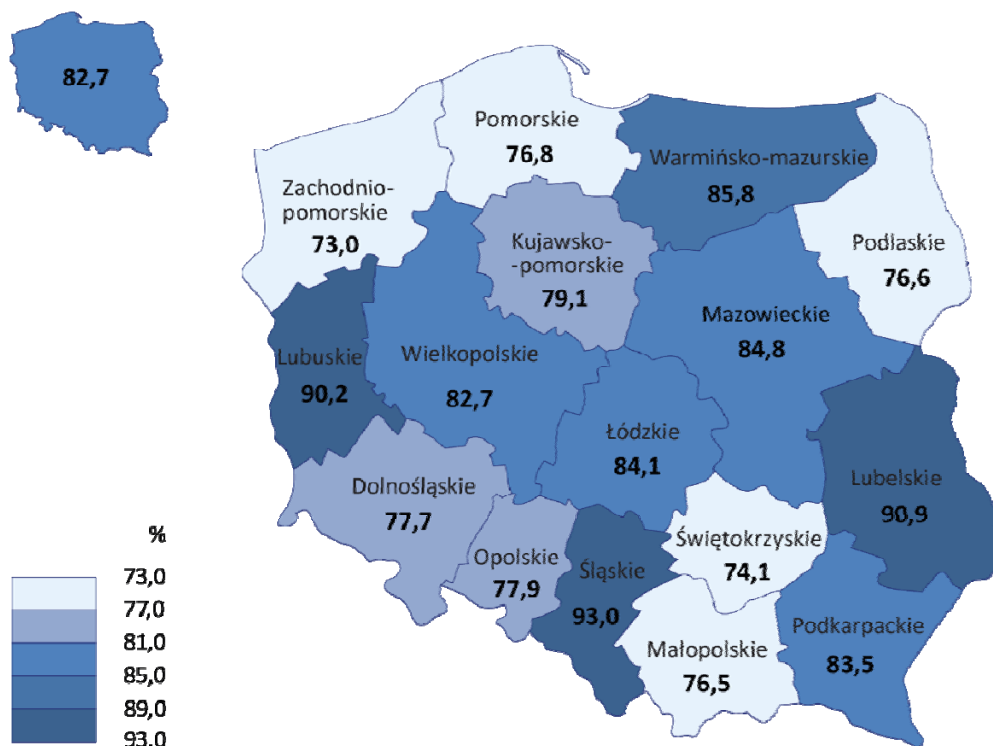 82,7
Pomorskie
76,8
Warmińsko-mazurskie
85,8
Zachodnio-
pomorskie
73,0
Kujawsko-
-pomorskie
79,1
Podlaskie
76,6
Mazowieckie
84,8
Lubuskie
90,2
Wielkopolskie
82,7
Łódzkie
84,1
Lubelskie
90,9
Dolnośląskie
77,7
Opolskie
77,9
Śląskie
93,0
Świętokrzyskie
74,1
Małopolskie
76,5
Podkarpackie
83,5
%
73,0
77,0
81,0
85,0
89,0
93,0